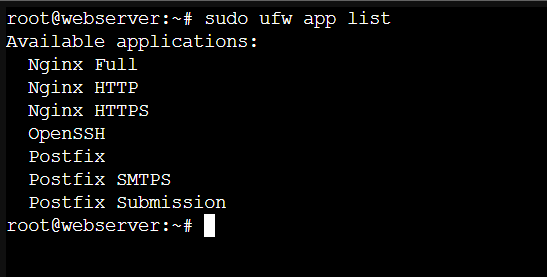 root@webserver:~# sudo ufw app list
Available applications:
  Nginx Full
  Nginx HTTP
  Nginx HTTPS
  OpenSSH
  Postfix
  Postfix SMTPS
  Postfix Submission
root@webserver:~#